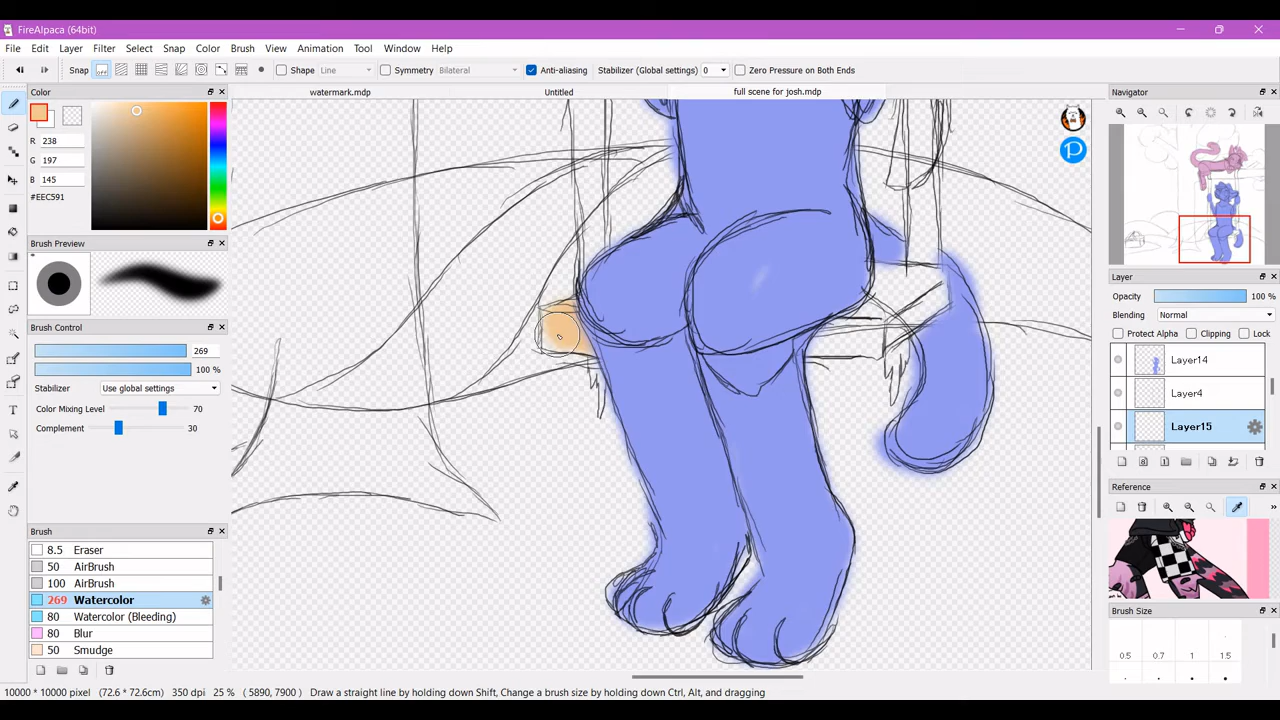 FireAlpaca (64bit)
File Edit Layer Filter Select Snap Color Brush View Animation Tool Window Help
Snap Shape Line Symmetry Bilateral Anti-aliasing Stabilizer (Global settings) 0 Zero Pressure on Both Ends
Color
watermark.mdp Untitled full scene for josh.mdp
Navigator
R 238
G 197
B 145
#EEC591
Brush Preview
Brush Control
269
100 %
Stabilizer Use global settings
Color Mixing Level 70
Complement 30
Layer
Opacity 100 %
Blending Normal
Protect Alpha Clipping Lock
Layer14
Layer4
Layer15
Reference
Brush
8.5 Eraser
50 AirBrush
100 AirBrush
269 Watercolor
80 Watercolor (Bleeding)
80 Blur
50 Smudge
Brush Size
0.5 0.7 1 1.5
10000 * 10000 pixel (72.6 * 72.6cm) 350 dpi 25 % ( 5890, 7900 ) Draw a straight line by holding down Shift, Change a brush size by holding down Ctrl, Alt, and dragging